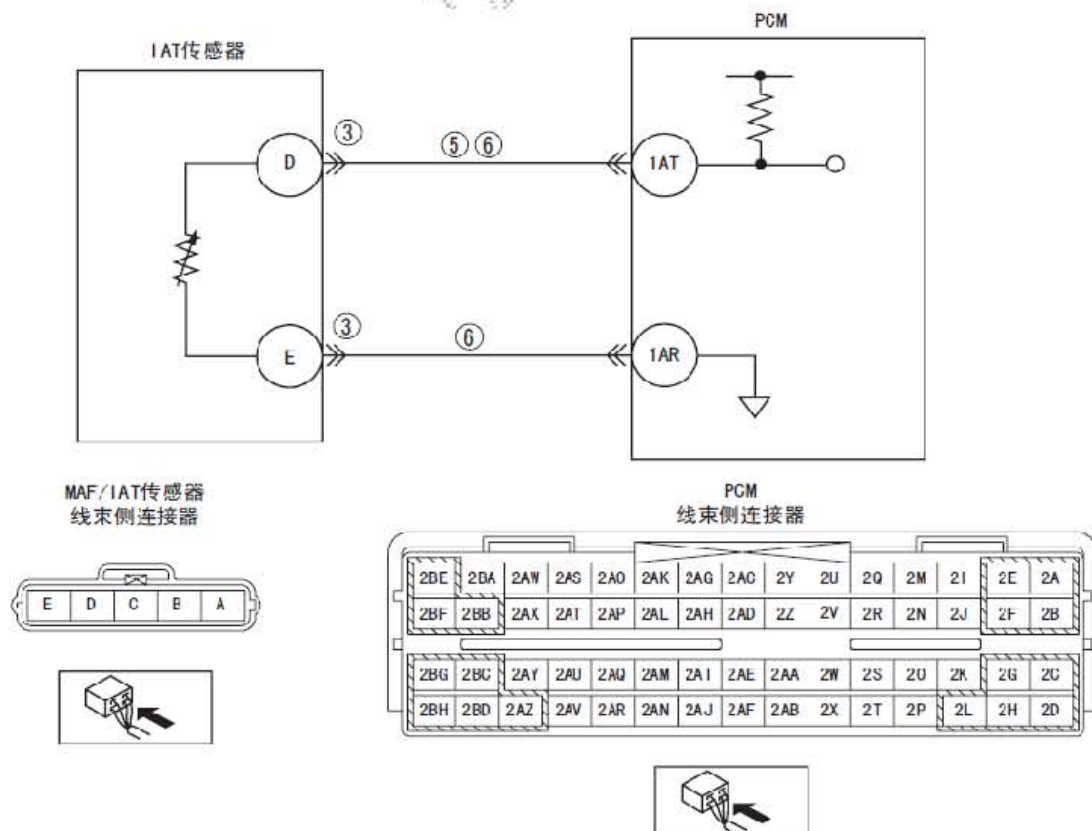 PCM
IAT传感器
③
⑤⑥
D
1AT
③
⑥
E
1AR
MAF/IAT传感器
线束侧连接器
PCM
线束侧连接器
E D C B A
2BE 2BA 2AW 2AS 2AO 2AK 2AG 2AC 2Y 2U 2Q 2M 2I 2E 2A
2BF 2BB 2AX 2AT 2AP 2AL 2AH 2AD 2Z 2V 2R 2N 2J 2F 2B
2BG 2BC 2AY 2AU 2AQ 2AM 2AI 2AE 2AA 2W 2S 2O 2K 2G 2C
2BH 2BD 2AZ 2AV 2AR 2AN 2AJ 2AF 2AB 2X 2T 2P 2L 2H 2D